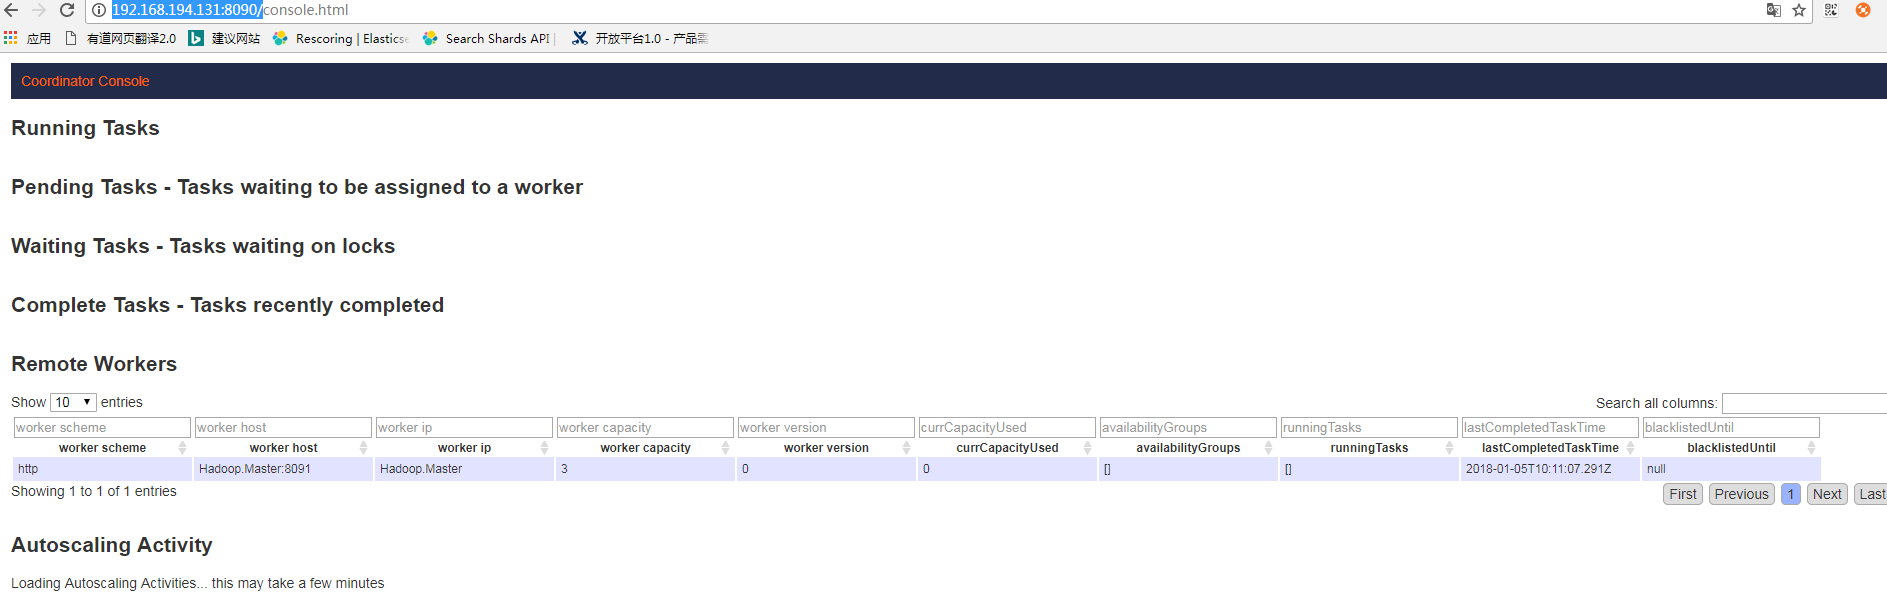 192.168.194.131:8090/console.html
应用 有道网页翻译2.0 建议网站 Rescoring | Elastics Search Shards API | 开放平台1.0 - 产品需
Coordinator Console
Running Tasks
Pending Tasks - Tasks waiting to be assigned to a worker
Waiting Tasks - Tasks waiting on locks
Complete Tasks - Tasks recently completed
Remote Workers
Show 10 entries Search all columns:
worker scheme worker host worker ip worker capacity worker version currCapacityUsed availabilityGroups runningTasks lastCompletedTaskTime blacklistedUntil
worker scheme worker host worker ip worker capacity worker version currCapacityUsed availabilityGroups runningTasks lastCompletedTaskTime blacklistedUntil
http Hadoop.Master:8091 Hadoop.Master 3 0 0 [] [] 2018-01-05T10:11:07.291Z null
Showing 1 to 1 of 1 entries First Previous 1 Next Last
Autoscaling Activity
Loading Autoscaling Activities... this may take a few minutes